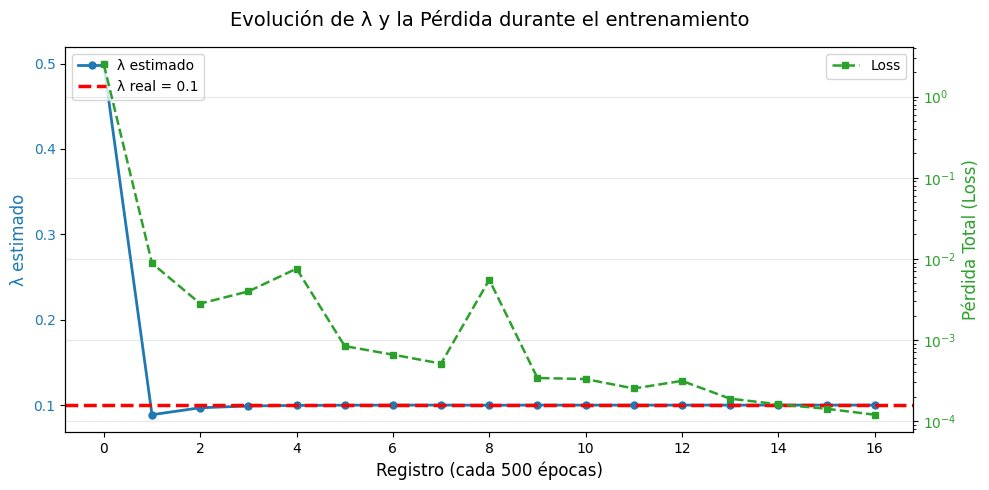 Evolución de λ y la Pérdida durante el entrenamiento
λ estimado
λ real = 0.1
Loss
0.5
0.4
0.3
0.2
0.1
λ estimado
10⁰
10⁻¹
10⁻²
10⁻³
10⁻⁴
Pérdida Total (Loss)
0 2 4 6 8 10 12 14 16
Registro (cada 500 épocas)